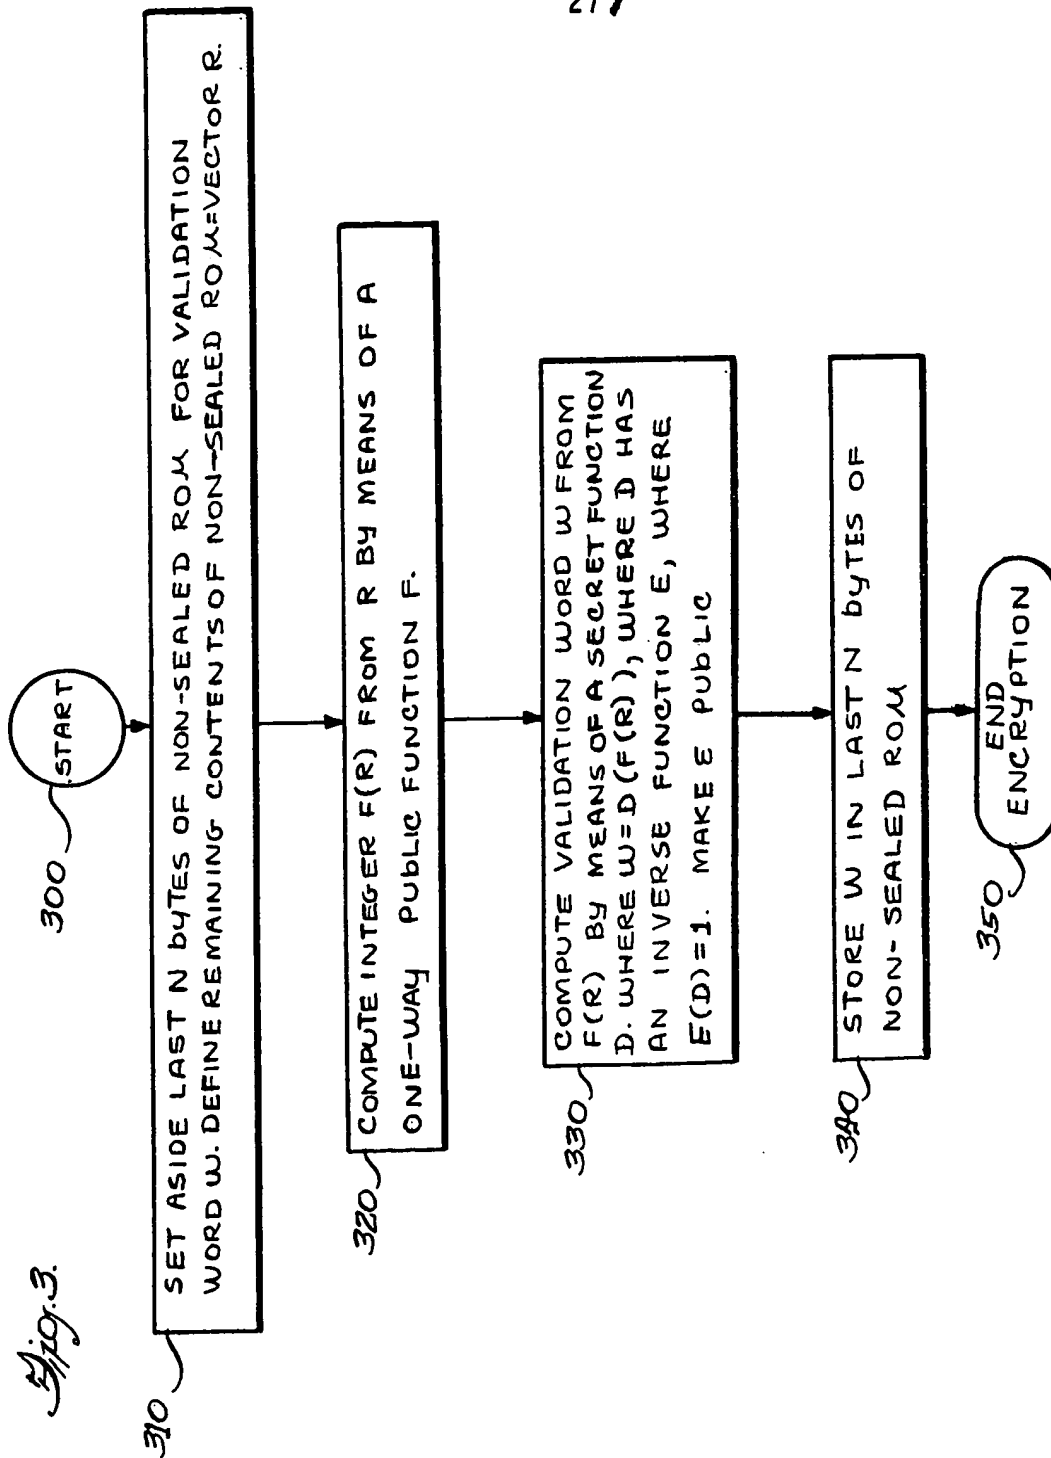 Fig. 3.
300
START
310
SET ASIDE LAST N bYTES OF NON-SEALED ROM FOR VALIDATION
WORD W. DEFINE REMAINING CONTENTS OF NON-SEALED ROM=VECTOR R.
320
COMPUTE INTEGER F(R) FROM R BY MEANS OF A
ONE-WAY PUBLIC FUNCTION F.
330
COMPUTE VALIDATION WORD W FROM
F(R) BY MEANS OF A SECRET FUNCTION
D. WHERE W=D(F(R)), WHERE D HAS
AN INVERSE FUNCTION E, WHERE
E(D)=1. MAKE E PUBLIC
340
STORE W IN LAST N bYTES OF
NON-SEALED ROM
350
END
ENCRYPTION